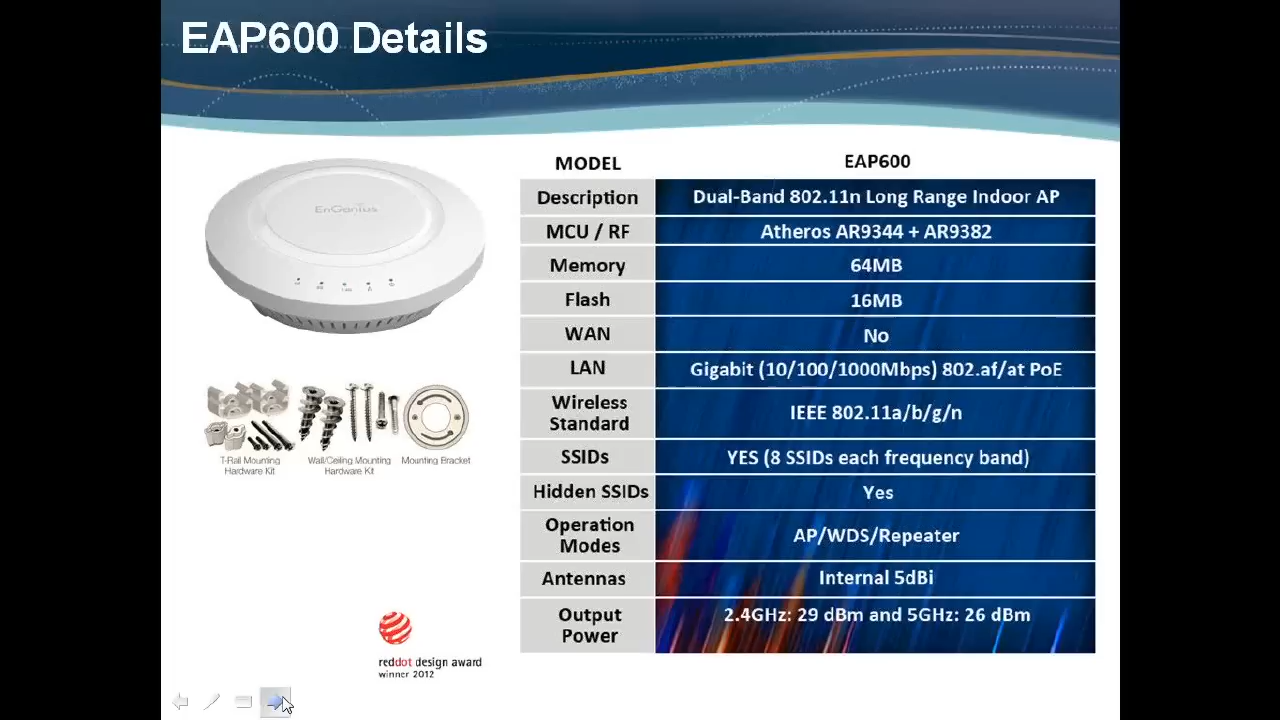 EAP600 Details
EnGenius
T-Rail Mounting
Hardware Kit
Wall/Ceiling Mounting
Hardware Kit
Mounting Bracket
reddot design award
winner 2012
MODEL EAP600
Description Dual-Band 802.11n Long Range Indoor AP
MCU / RF Atheros AR9344 + AR9382
Memory 64MB
Flash 16MB
WAN No
LAN Gigabit (10/100/1000Mbps) 802.af/at PoE
Wireless
Standard
IEEE 802.11a/b/g/n
SSIDs YES (8 SSIDs each frequency band)
Hidden SSIDs Yes
Operation
Modes
AP/WDS/Repeater
Antennas Internal 5dBi
Output
Power
2.4GHz: 29 dBm and 5GHz: 26 dBm